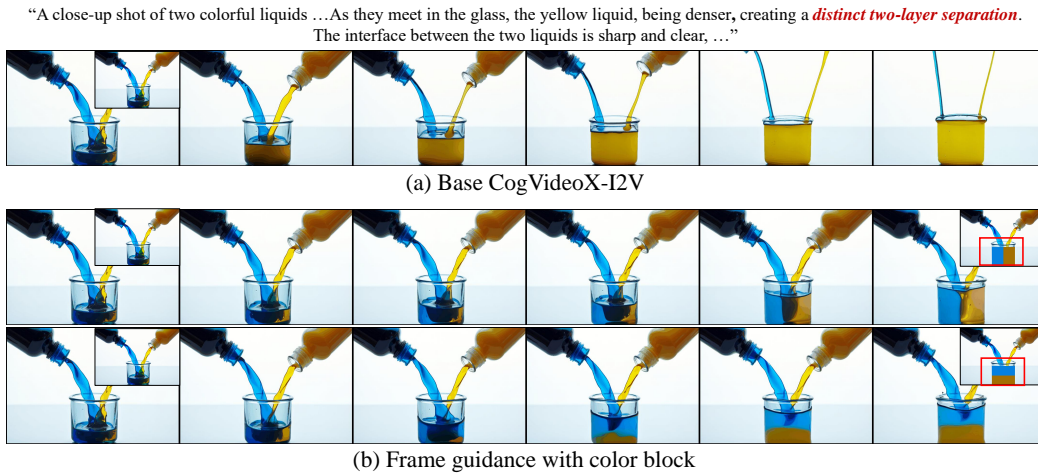 “A close-up shot of two colorful liquids …As they meet in the glass, the yellow liquid, being denser, creating a distinct two-layer separation.
The interface between the two liquids is sharp and clear, …”
(a) Base CogVideoX-I2V
(b) Frame guidance with color block